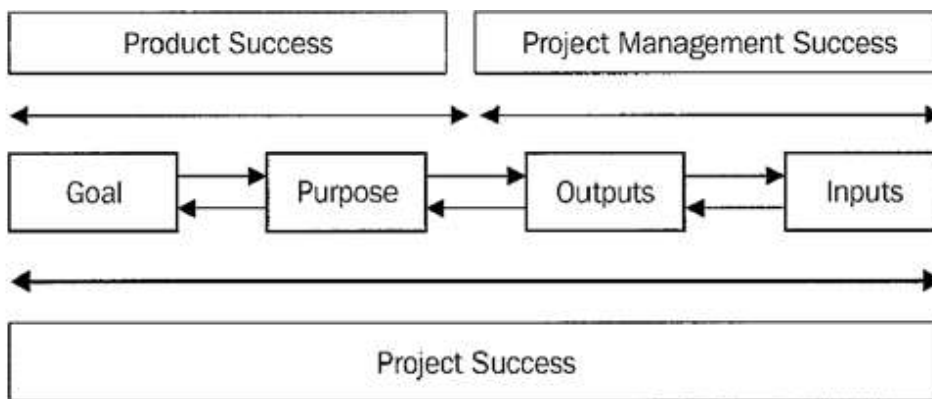 Product Success
Project Management Success
Goal
Purpose
Outputs
Inputs
Project Success